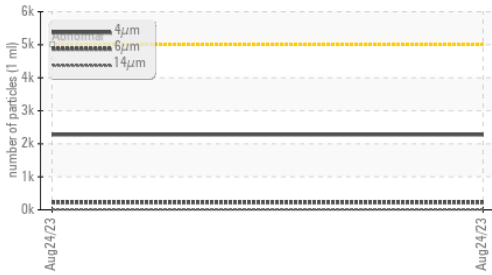 6k
5k
4k
3k
2k
1k
0k
number of particles (1 ml)
Abnormal
4µm
6µm
14µm
Aug24/23
Aug24/23